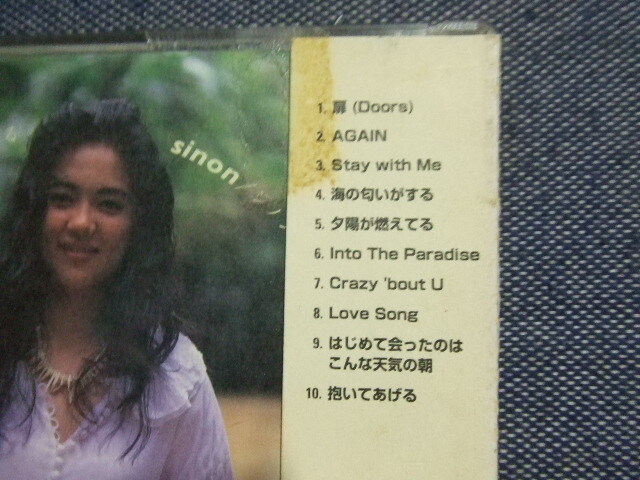 sinon
1. 扉 (Doors)
2. AGAIN
3. Stay with Me
4. 海の匂いがする
5. 夕陽が燃えてる
6. Into The Paradise
7. Crazy 'bout U
8. Love Song
9. はじめて会ったのは
こんな天気の朝
10. 抱いてあげる